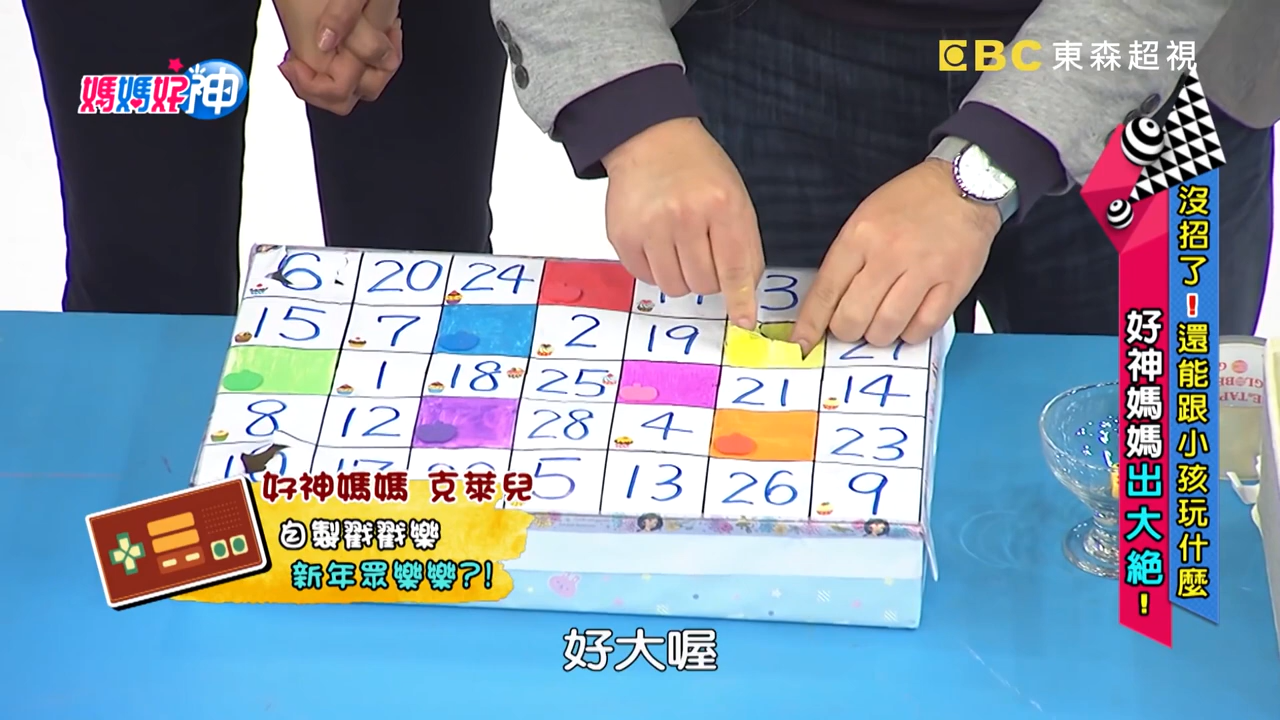 媽媽好神
EBC 東森超視
沒招了!還能跟小孩玩什麼
好神媽媽出大絕!
6 20 24 3
15 7 2 19
1 18 25 21 14
8 12 28 4 23
5 13 26 9
好神媽媽 克萊兒
自製戳戳樂
新年眾樂樂?!
好大喔